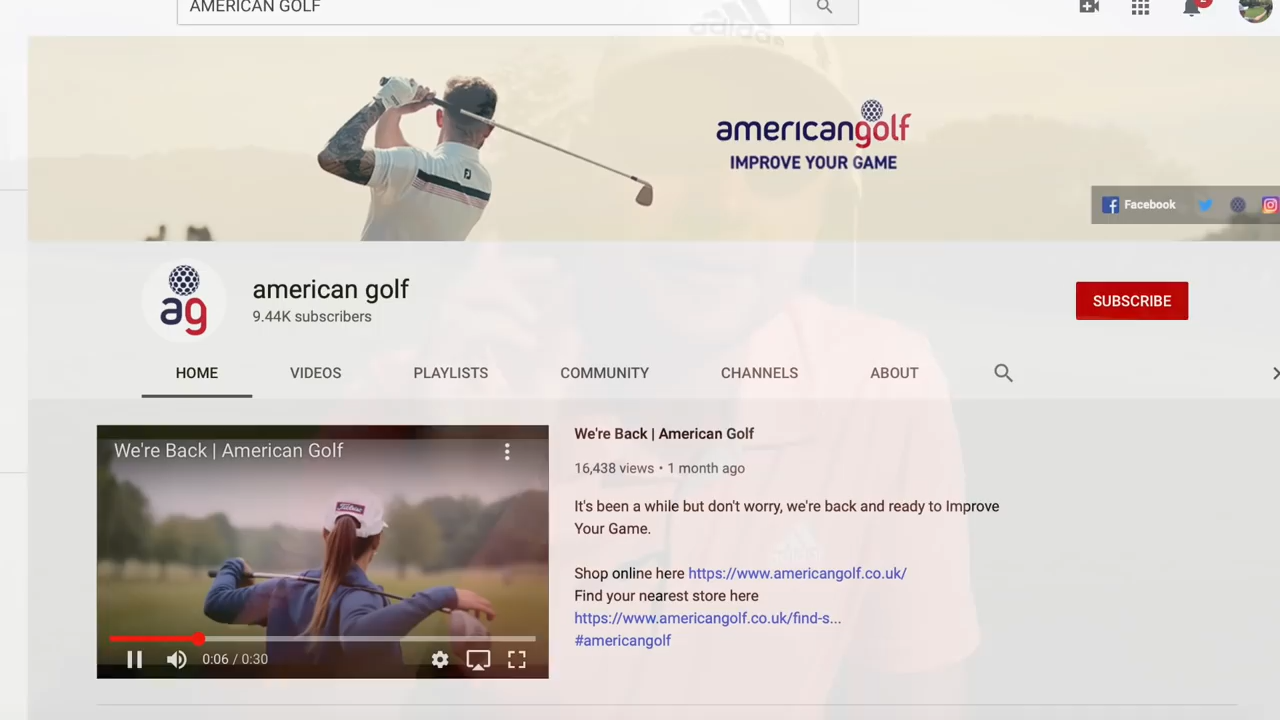 AMERICAN GOLF
adidas
americangolf
IMPROVE YOUR GAME
Facebook
ag
american golf
9.44K subscribers
SUBSCRIBE
HOME VIDEOS PLAYLISTS COMMUNITY CHANNELS ABOUT
We're Back | American Golf
Titleist
0:06 / 0:30
We're Back | American Golf
16,438 views • 1 month ago
It's been a while but don't worry, we're back and ready to Improve
Your Game.
Shop online here https://www.americangolf.co.uk/
Find your nearest store here
https://www.americangolf.co.uk/find-s...
#americangolf